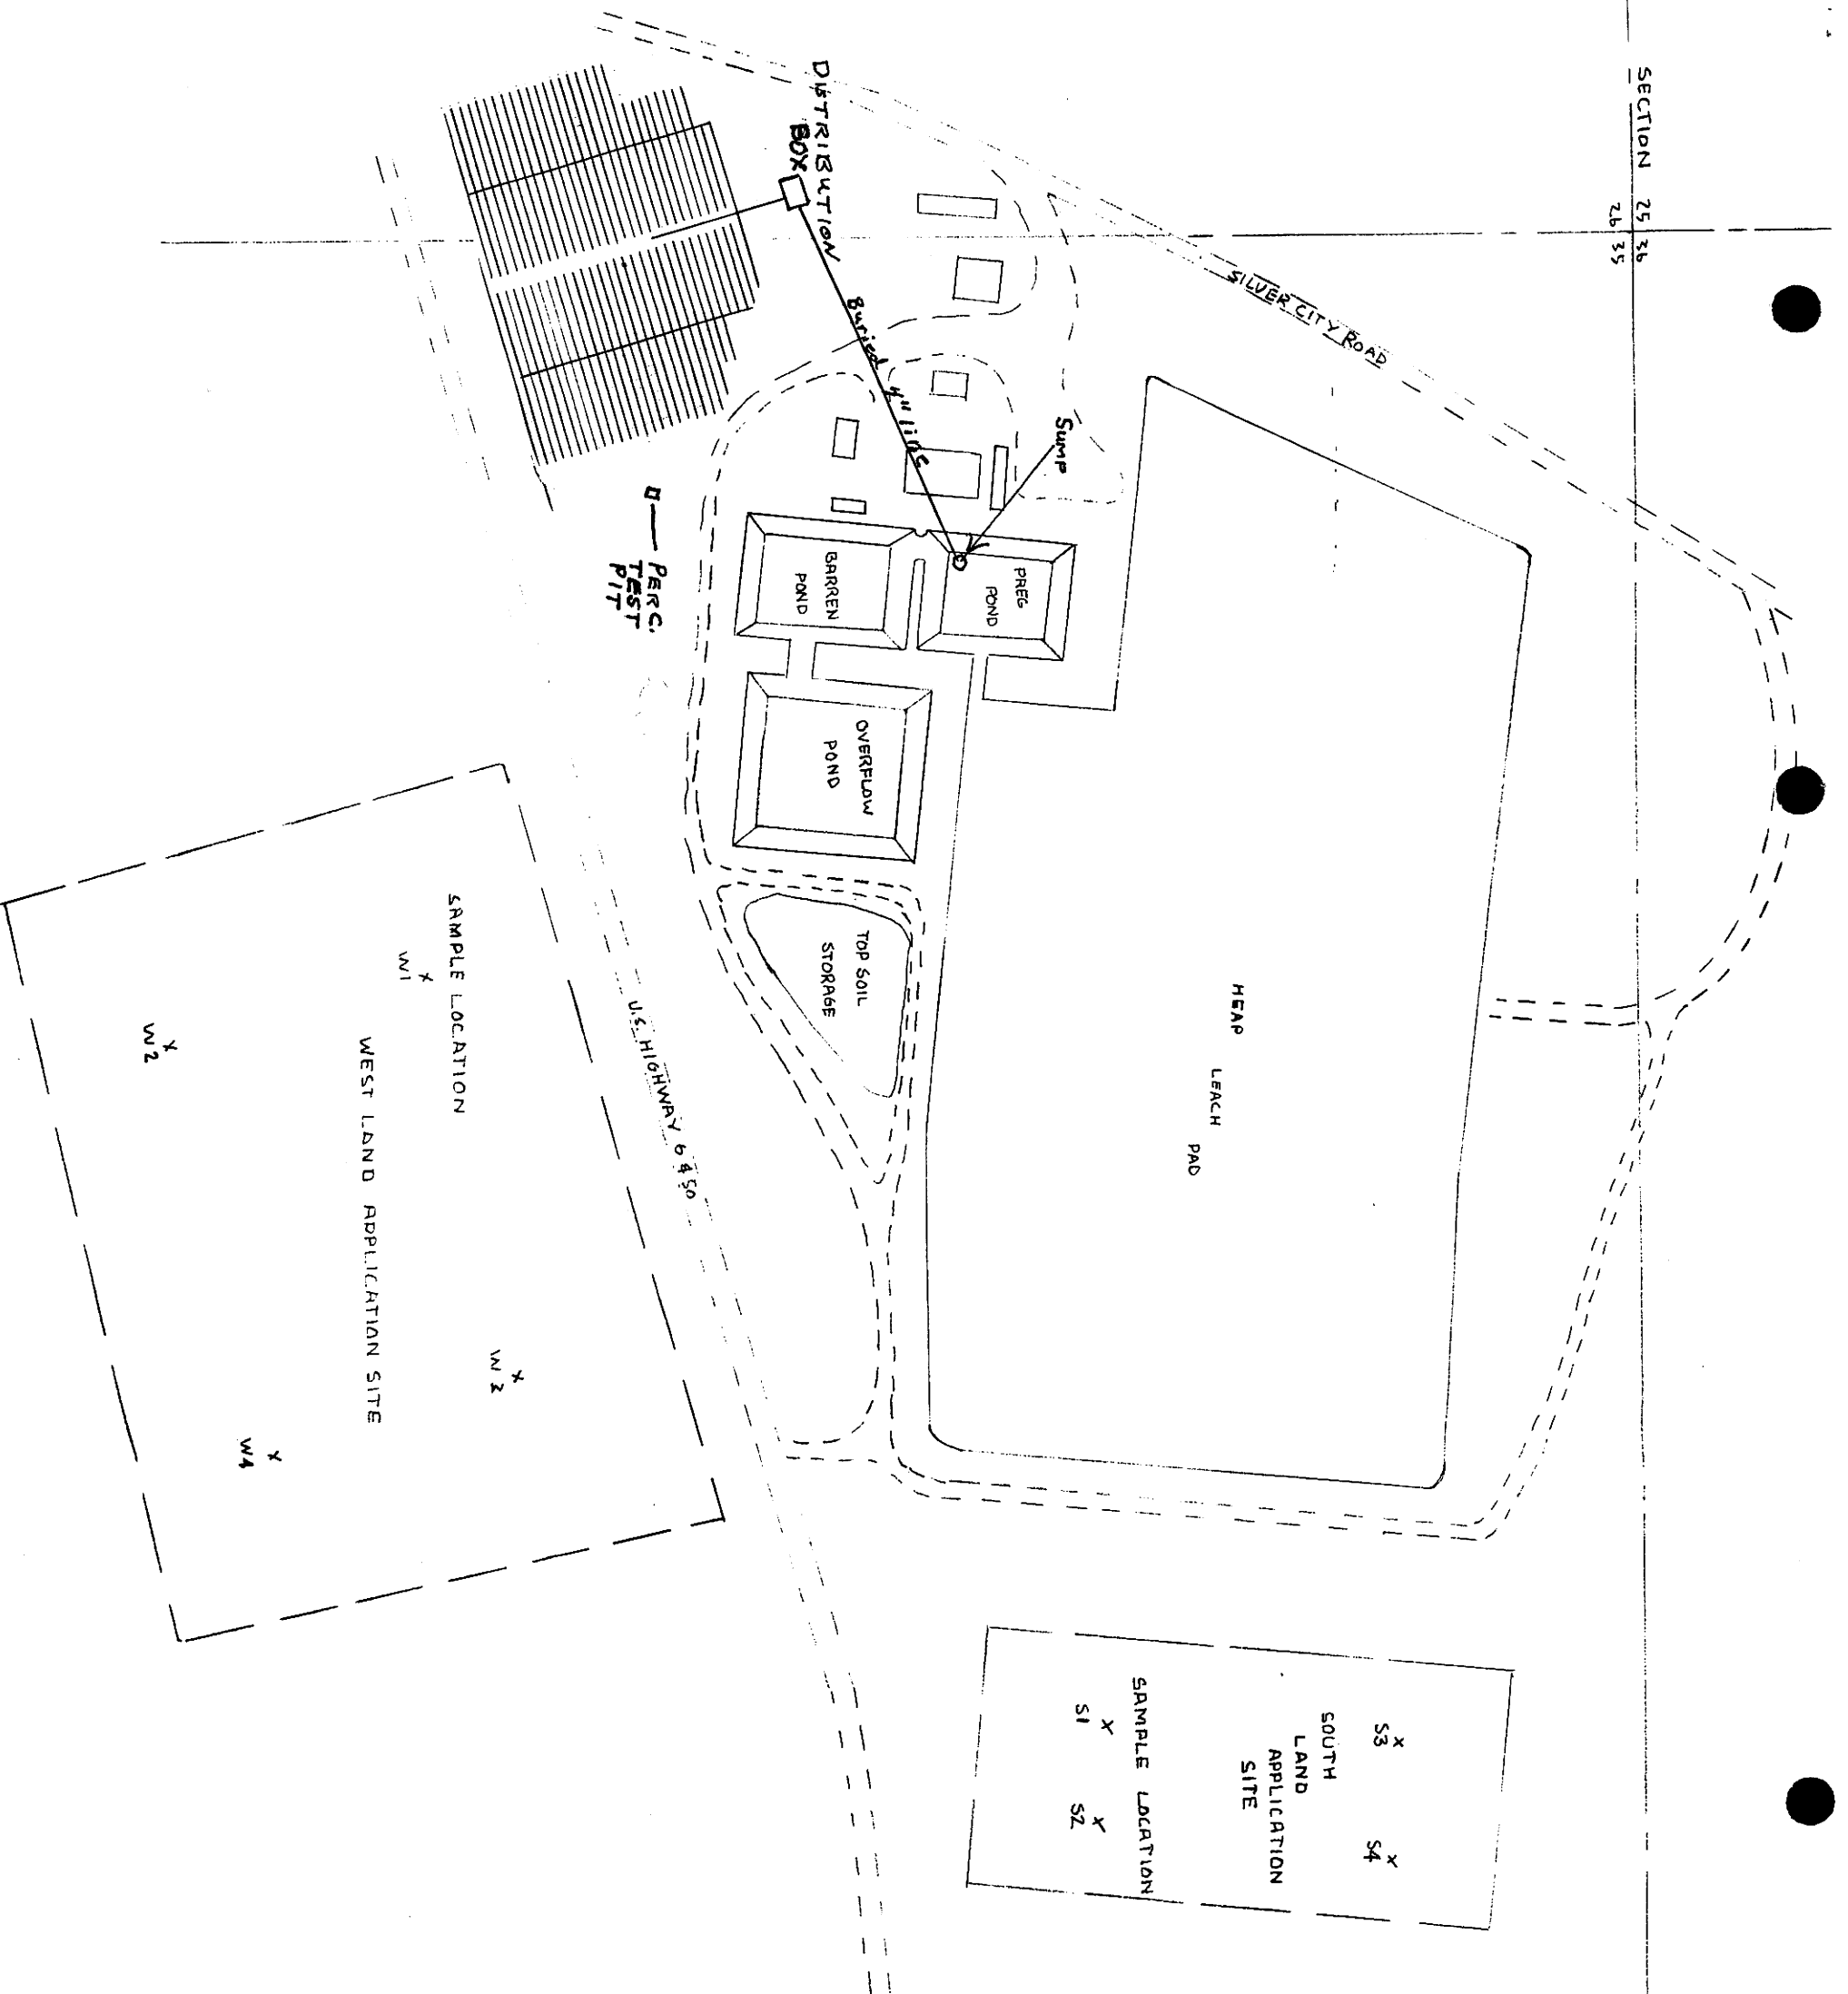 SECTION 25 36
26 35
SILVER CITY ROAD
DISTRIBUTION
BOX
Buried 4" line
Sump
PREG
POND
BARREN
POND
PERC.
TEST
PIT
OVERFLOW
POND
TOP SOIL
STORAGE
HEAP LEACH PAD
U.S. HIGHWAY 6 & 50
SAMPLE LOCATION
X
W1
X
W2
WEST LAND APPLICATION SITE
X
W3
X
W4
X
S3
X
S4
SOUTH
LAND
APPLICATION
SITE
SAMPLE LOCATION
X
S1
X
S2